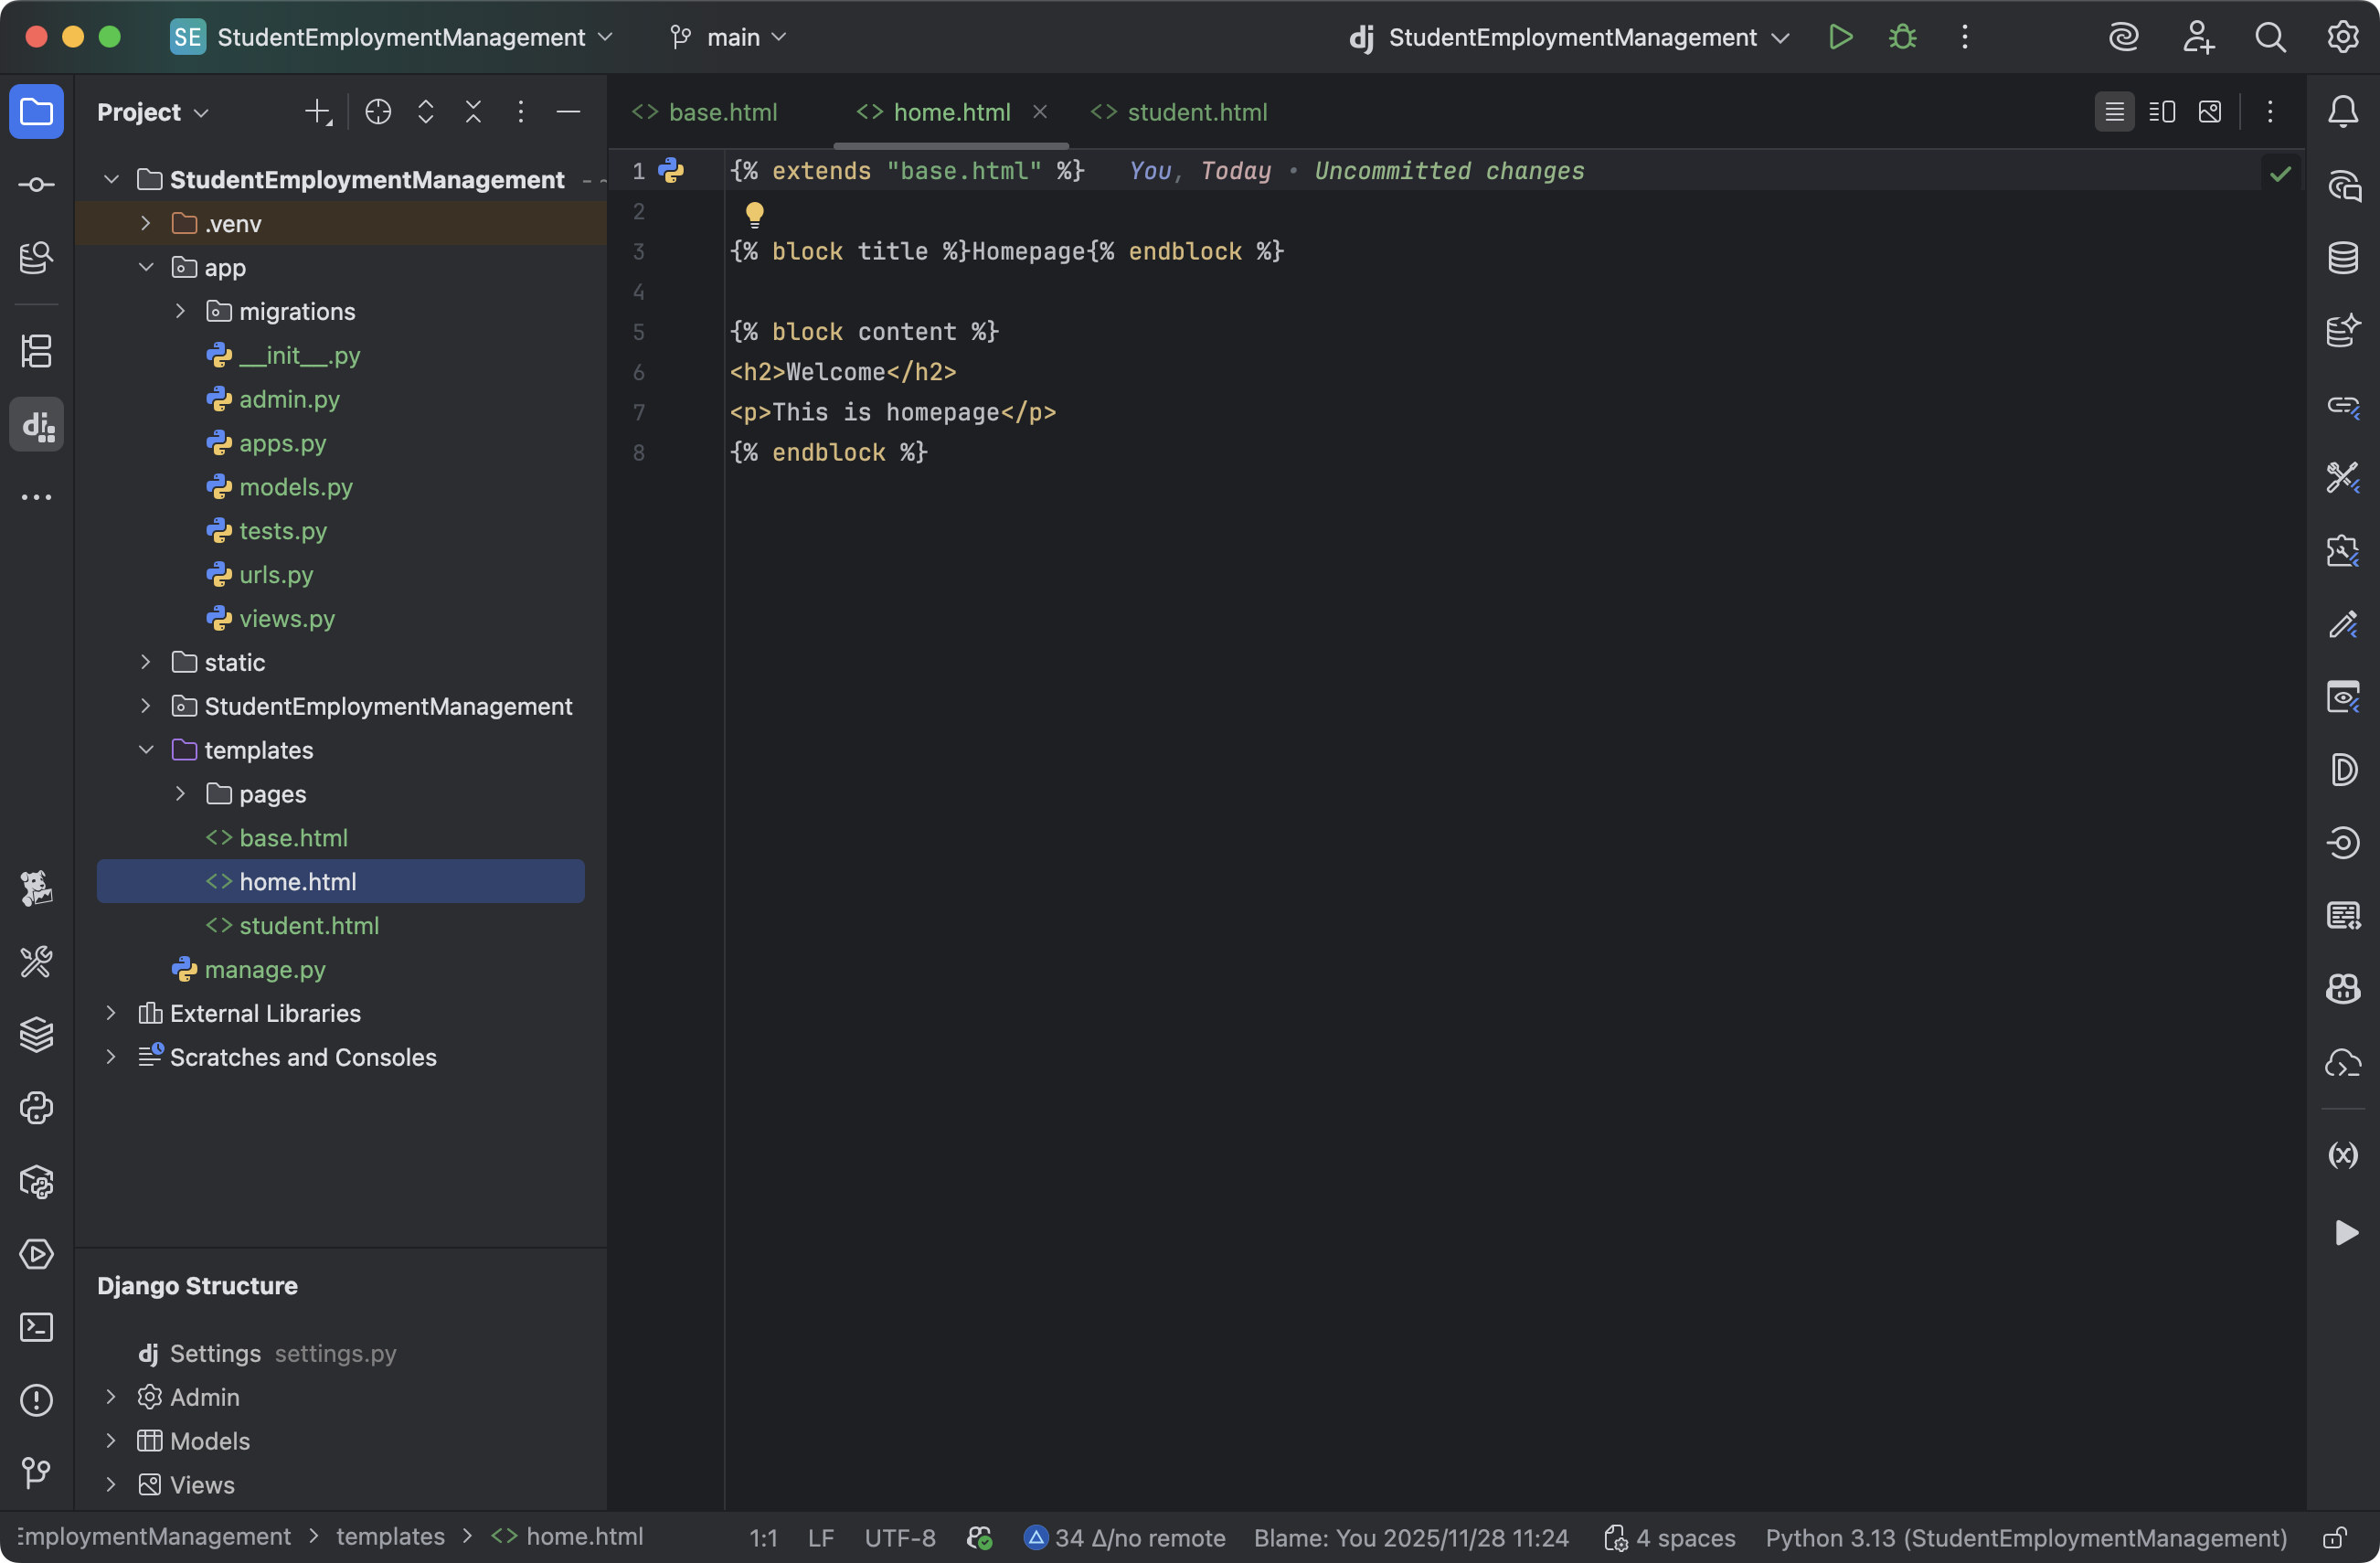 SE StudentEmploymentManagement main dj StudentEmploymentManagement
Project
base.html home.html student.html
StudentEmploymentManagement
.venv
app
migrations
__init__.py
admin.py
apps.py
models.py
tests.py
urls.py
views.py
static
StudentEmploymentManagement
templates
pages
base.html
home.html
student.html
manage.py
External Libraries
Scratches and Consoles
1 {% extends "base.html" %} You, Today • Uncommitted changes
2
3 {% block title %}Homepage{% endblock %}
4
5 {% block content %}
6 <h2>Welcome</h2>
7 <p>This is homepage</p>
8 {% endblock %}
Django Structure
dj Settings settings.py
Admin
Models
Views
EmploymentManagement > templates > <> home.html 1:1 LF UTF-8 34 Δ/no remote Blame: You 2025/11/28 11:24 4 spaces Python 3.13 (StudentEmploymentManagement)